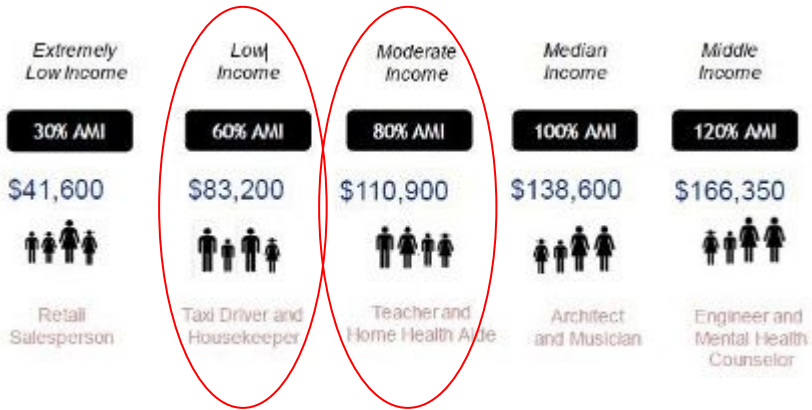 Extremely
Low Income
30% AMI
$41,600
Retail
Salesperson
Low
Income
60% AMI
$83,200
Taxi Driver and
Housekeeper
Moderate
Income
80% AMI
$110,900
Teacher and
Home Health Aide
Median
Income
100% AMI
$138,600
Architect
and Musician
Middle
Income
120% AMI
$166,350
Engineer and
Mental Health
Counselor